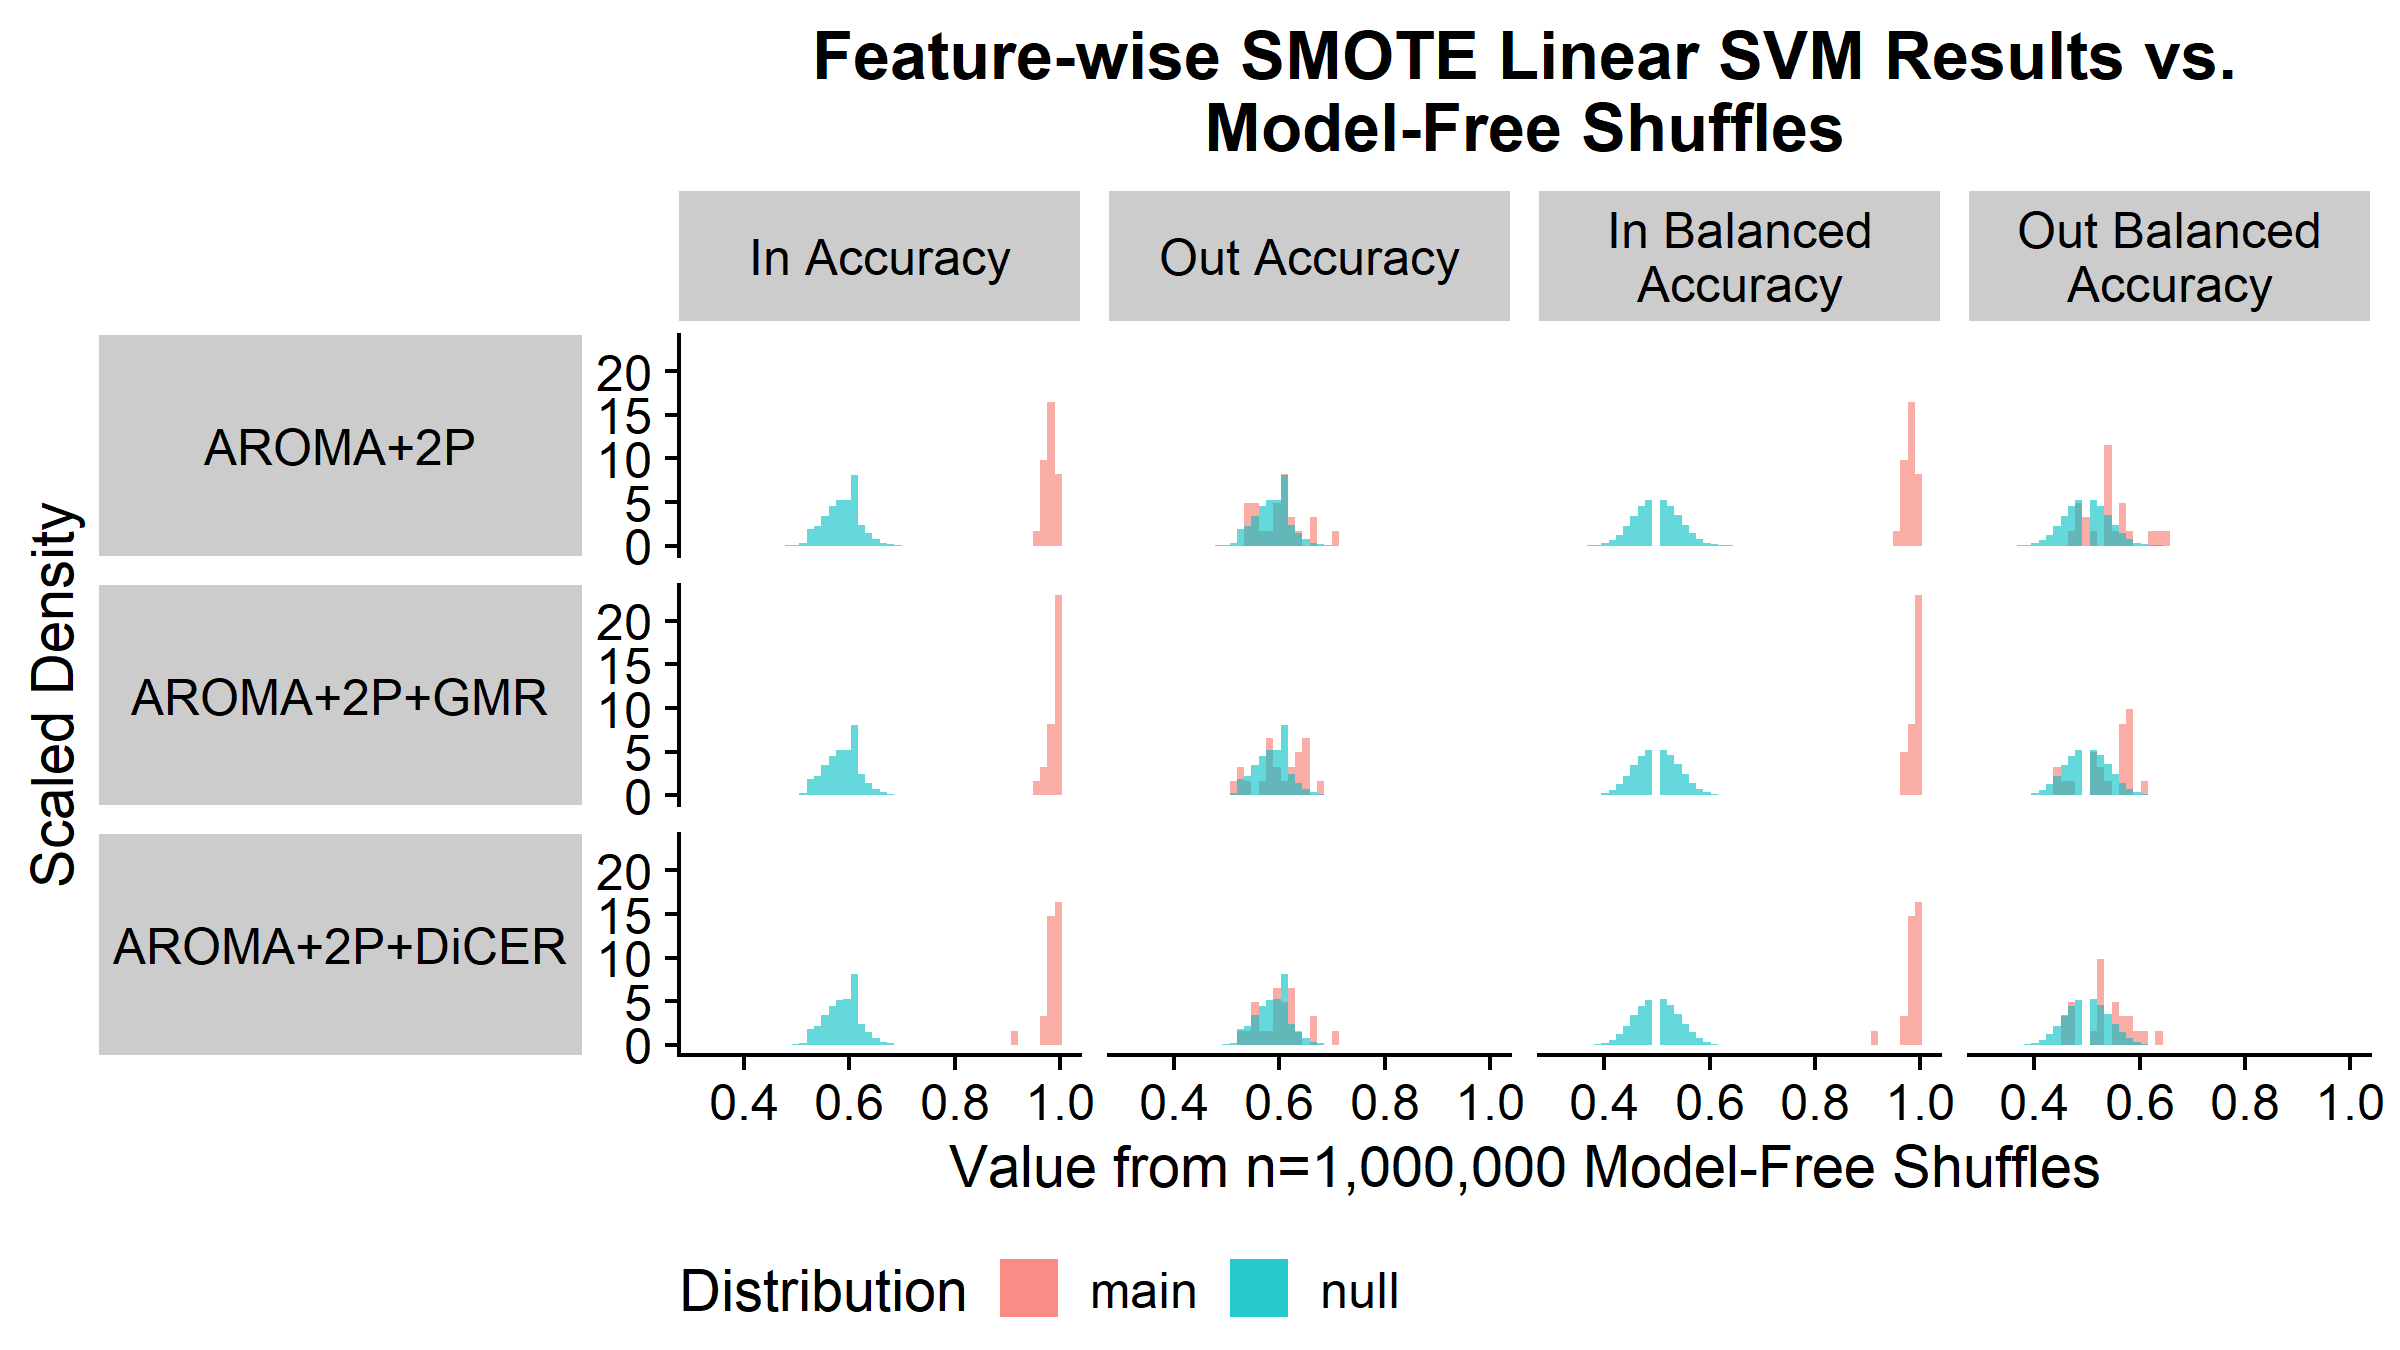 Feature-wise SMOTE Linear SVM Results vs.
Model-Free Shuffles
In Accuracy
Out Accuracy
In Balanced
Accuracy
Out Balanced
Accuracy
Scaled Density
AROMA+2P
20
15
10
5
0
AROMA+2P+GMR
20
15
10
5
0
AROMA+2P+DiCER
20
15
10
5
0
0.4 0.6 0.8 1.0
0.4 0.6 0.8 1.0
0.4 0.6 0.8 1.0
0.4 0.6 0.8 1.0
Value from n=1,000,000 Model-Free Shuffles
Distribution main null